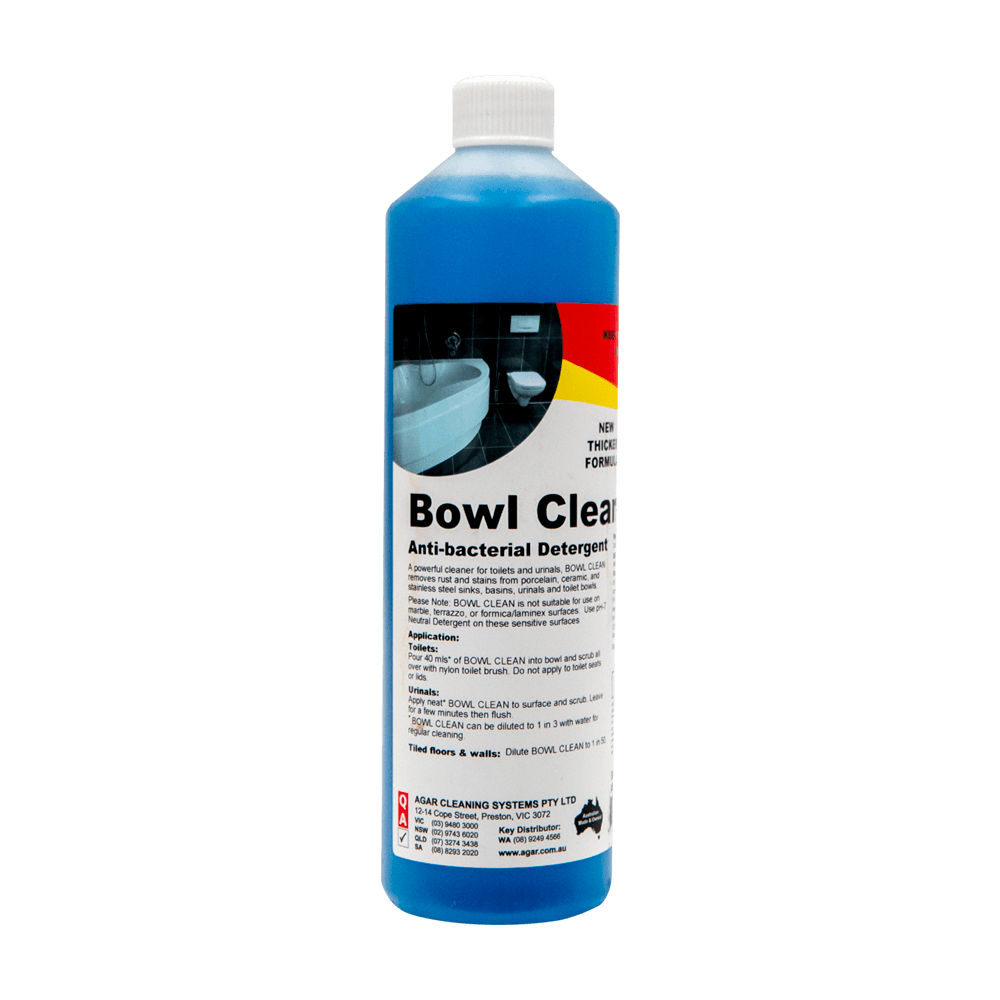 NEW
THICKE
FORMUL
Bowl Clean
Anti-bacterial Detergent
A powerful cleaner for toilets and urinals, BOWL CLEAN
removes rust and stains from porcelain, ceramic, and
stainless steel sinks, basins, urinals and toilet bowls.
Please Note: BOWL CLEAN is not suitable for use on
marble, terrazzo, or formica/laminex surfaces. Use pH-7
Neutral Detergent on these sensitive surfaces
Application:
Toilets:
Pour 40 mls* of BOWL CLEAN into bowl and scrub all
over with nylon toilet brush. Do not apply to toilet seats
or lids.
Urinals:
Apply neat* BOWL CLEAN to surface and scrub. Leave
for a few minutes then flush.
*BOWL CLEAN can be diluted to 1 in 3 with water for
regular cleaning.
Tiled floors & walls: Dilute BOWL CLEAN to 1 in 50
QA
AGAR CLEANING SYSTEMS PTY LTD
12-14 Cope Street, Preston, VIC 3072
VIC (03) 9480 3000
NSW (02) 9743 6020
QLD (07) 3274 3438
SA (08) 8293 2020
Key Distributor:
WA (08) 9249 4566
www.agar.com.au
Australian
Made & Owned